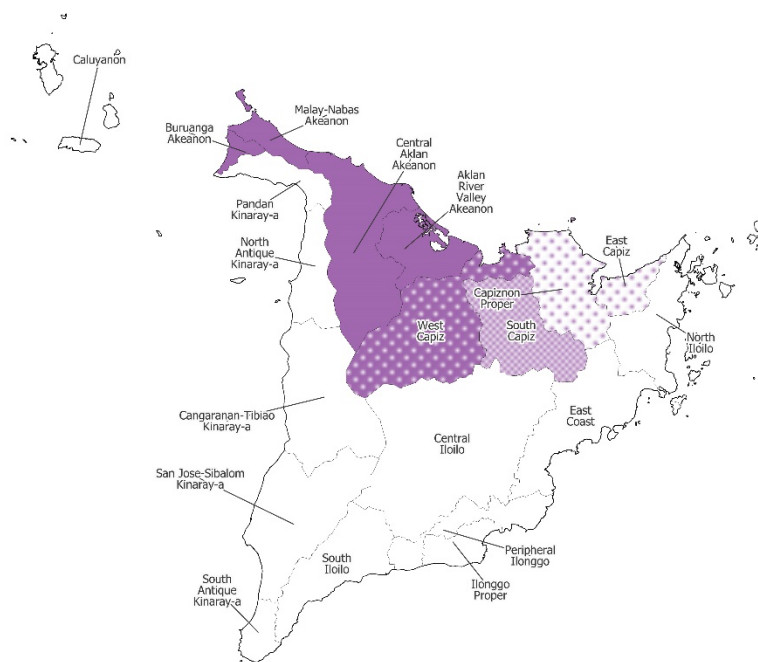 Caluyanon
Malay-Nabas
Akeanon
Buruanga
Akeanon
Central
Aklan
Akeanon
Aklan
River
Valley
Akeanon
Pandan
Kinaray-a
North
Antique
Kinaray-a
East
Capiz
Capiznon
Proper
West
Capiz
South
Capiz
North
Iloilo
Cangaranan-Tibiao
Kinaray-a
East
Coast
Central
Iloilo
San Jose-Sibalom
Kinaray-a
South
Iloilo
Peripheral
Ilonggo
Ilonggo
Proper
South
Antique
Kinaray-a